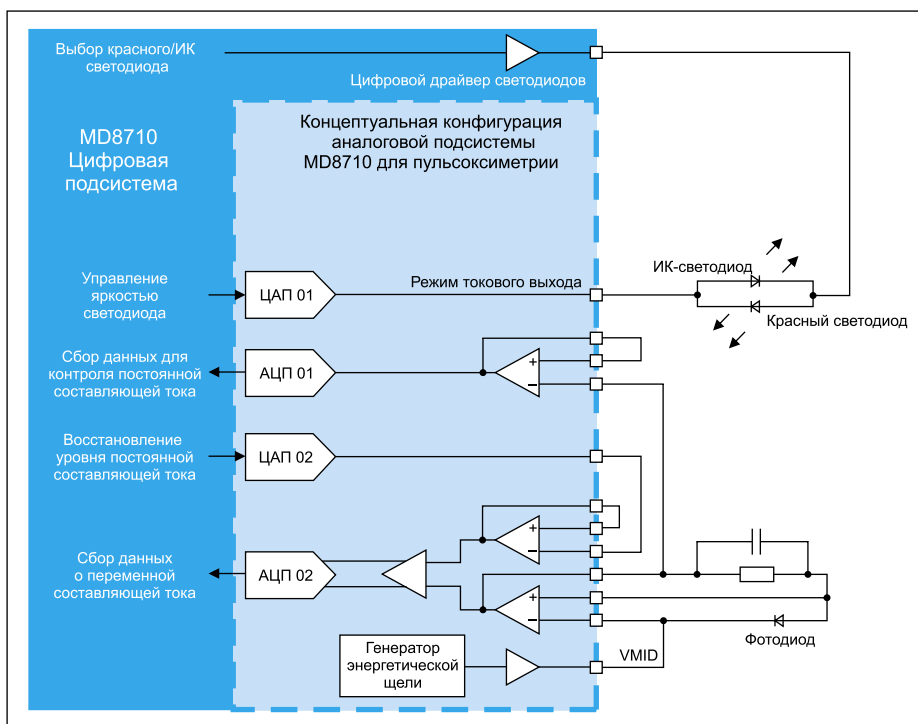 Выбор красного/ИК
светодиода
Цифровой драйвер светодиодов
MD8710
Цифровая
подсистема
Концептуальная конфигурация
аналоговой подсистемы
MD8710 для пульсоксиметрии
Управление
яркостью
светодиода
ЦАП 01
Режим токового выхода
ИК-светодиод
Красный светодиод
Сбор данных для
контроля постоянной
составляющей тока
АЦП 01
+
−
Восстановление
уровня постоянной
составляющей тока
ЦАП 02
Сбор данных
о переменной
составляющей тока
АЦП 02
+
−
+
−
Фотодиод
Генератор
энергетической
щели
VMID